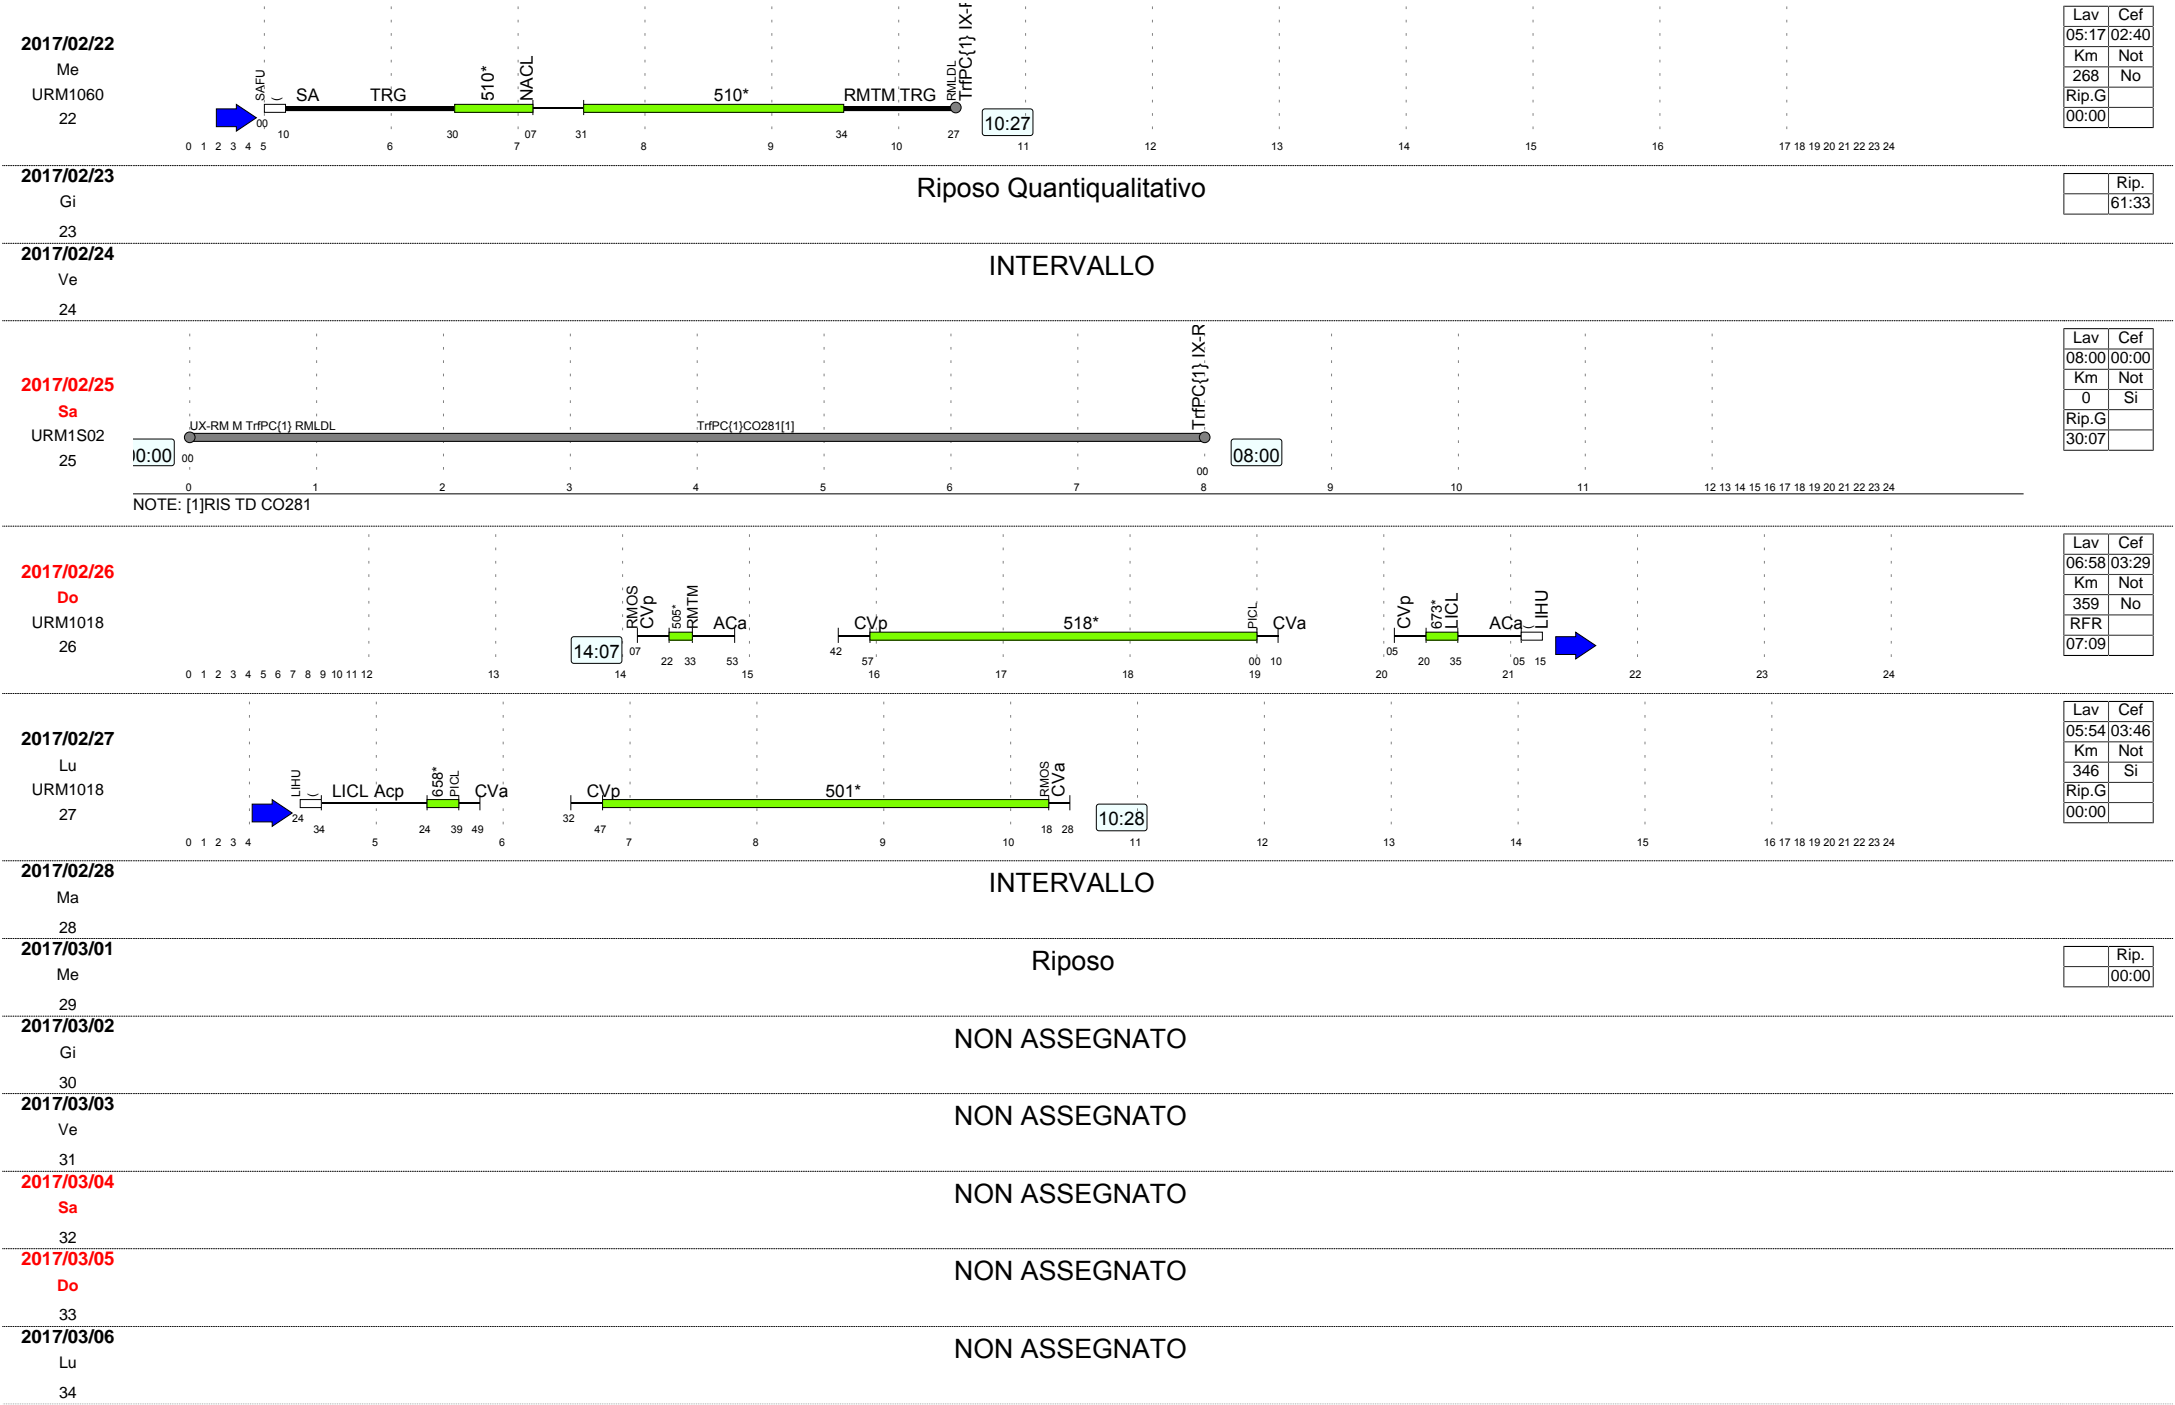 2017/02/22
Me
URM1060
22
SAFU
(
SA
TRG
510*
NACL
510*
RMTM TRG
RMLDL
TrfPC{1} IX-
10:27
00 10 30 07 31 34 27
0 1 2 3 4 5 6 7 8 9 10 11 12 13 14 15 16 17 18 19 20 21 22 23 24
Lav Cef
05:17 02:40
Km Not
268 No
Rip.G
00:00
2017/02/23
Gi
23
Riposo Quantiqualitativo
Rip.
61:33
2017/02/24
Ve
24
INTERVALLO
2017/02/25
Sa
URM1S02
25
00:00
UX-RM M TrfPC{1} RMLDL
TrfPC{1}CO281[1]
TrfPC{1} IX-R
08:00
00 00
0 1 2 3 4 5 6 7 8 9 10 11 12 13 14 15 16 17 18 19 20 21 22 23 24
NOTE: [1]RIS TD CO281
Lav Cef
08:00 00:00
Km Not
0 Si
Rip.G
30:07
2017/02/26
Do
URM1018
26
14:07
RMOS
CVp
505*
RMTM
ACa
CVp
518*
PICL
CVa
CVp
673*
LICL
ACa
(
LIHU
07 22 33 53 42 57 00 10 05 20 35 05 15
0 1 2 3 4 5 6 7 8 9 10 11 12 13 14 15 16 17 18 19 20 21 22 23 24
Lav Cef
06:58 03:29
Km Not
359 No
RFR
07:09
2017/02/27
Lu
URM1018
27
LIHU
(
LICL Acp
658*
PICL
CVa
CVp
501*
RMOS
CVa
10:28
24 34 24 39 49 32 47 18 28
0 1 2 3 4 5 6 7 8 9 10 11 12 13 14 15 16 17 18 19 20 21 22 23 24
Lav Cef
05:54 03:46
Km Not
346 Si
Rip.G
00:00
2017/02/28
Ma
28
INTERVALLO
2017/03/01
Me
29
Riposo
Rip.
00:00
2017/03/02
Gi
30
NON ASSEGNATO
2017/03/03
Ve
31
NON ASSEGNATO
2017/03/04
Sa
32
NON ASSEGNATO
2017/03/05
Do
33
NON ASSEGNATO
2017/03/06
Lu
34
NON ASSEGNATO